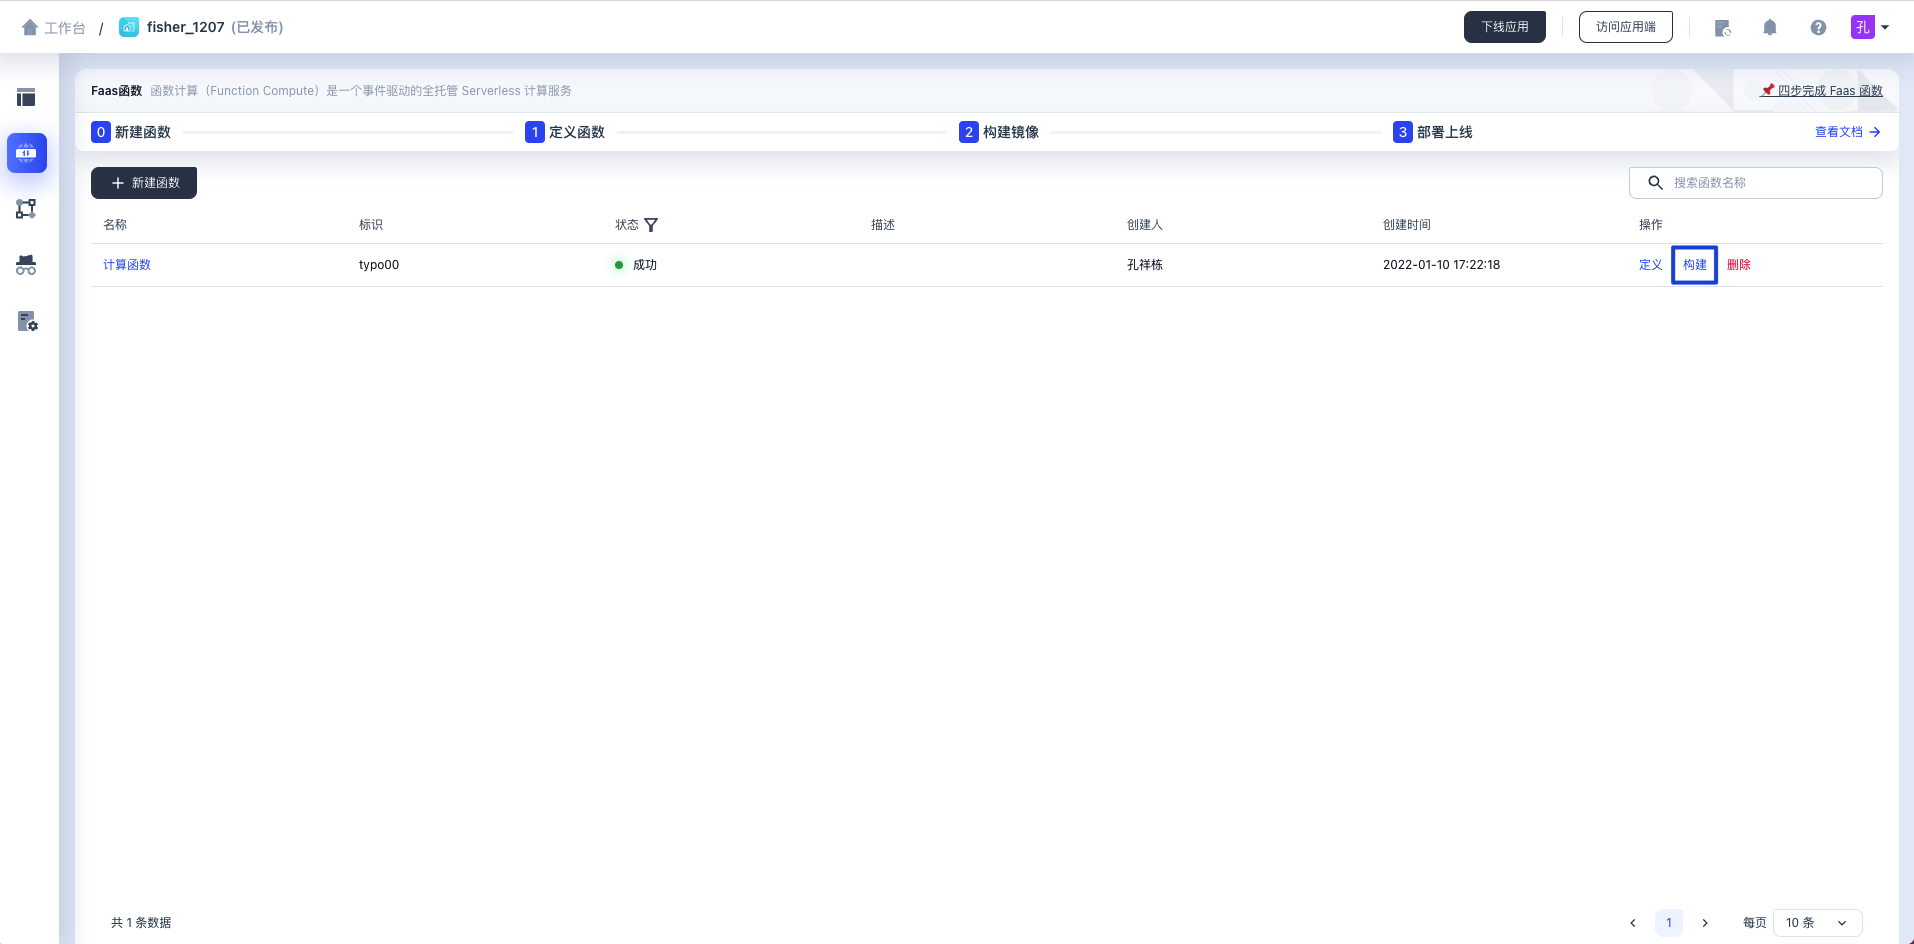 工作台 / fisher_1207 (已发布) 下线应用 访问应用端 孔
Faas函数 函数计算（Function Compute）是一个事件驱动的全托管 Serverless 计算服务 四步完成 Faas 函数
0 新建函数 1 定义函数 2 构建镜像 3 部署上线 查看文档
新建函数 搜索函数名称
名称 标识 状态 描述 创建人 创建时间 操作
计算函数 typo00 成功 孔祥栋 2022-01-10 17:22:18 定义 构建 删除
共 1 条数据 1 每页 10 条